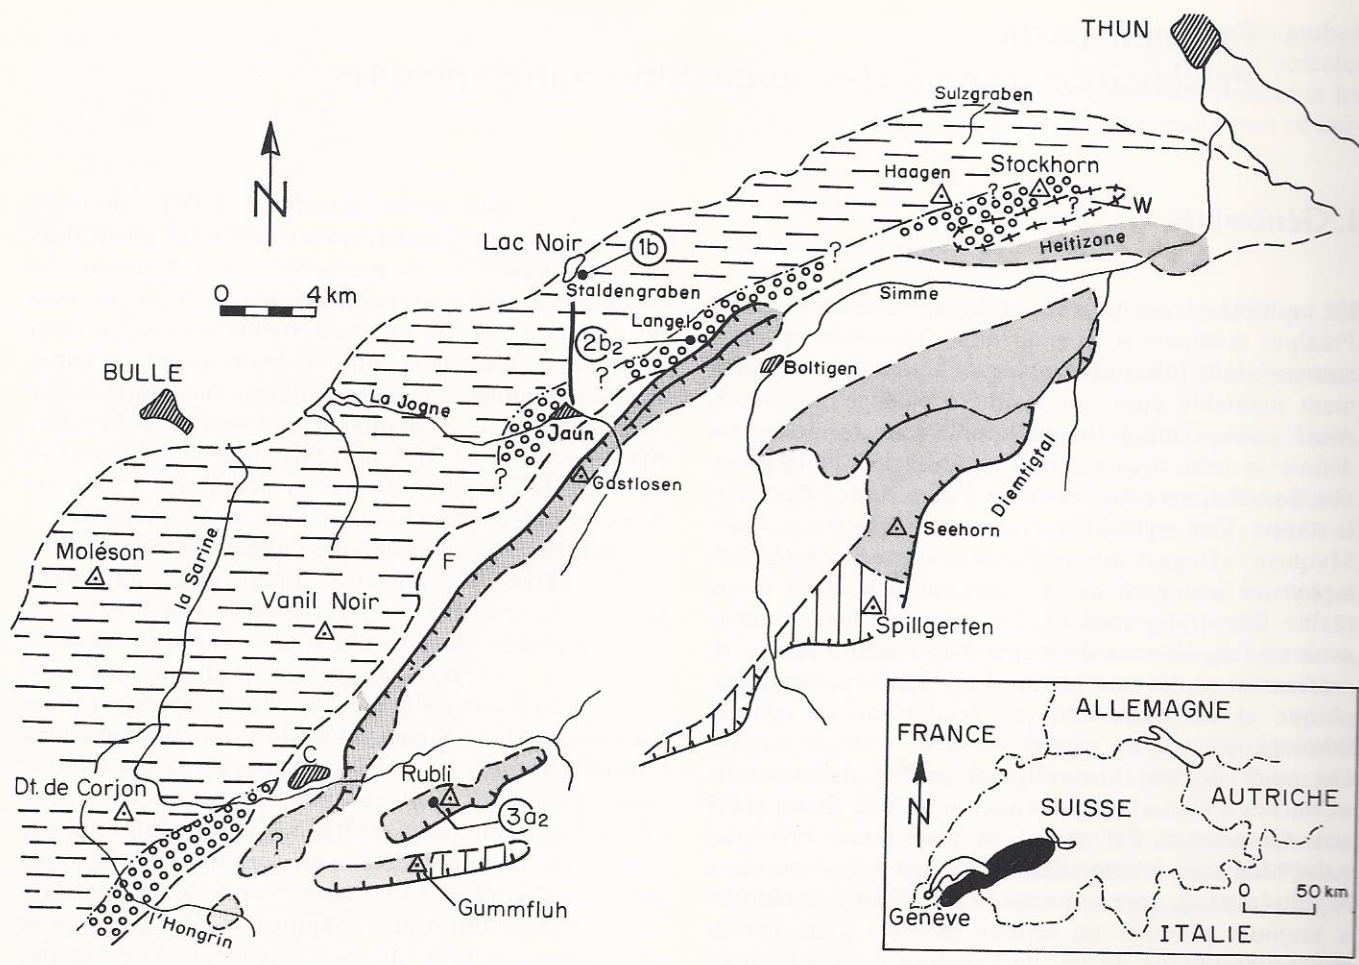 THUN
Sulzgraben
Haagen
Stockhorn
?
?
W
N
Lac Noir
1b
?
Heitizone
0 4 km
Staldengraben
Simme
Langel
2b₂
BULLE
?
Boltigen
La Jogne
Jaun
?
Gastlosen
Diemtigtal
Seehorn
Moléson
la Sarine
F
Vanil Noir
Spillgerten
ALLEMAGNE
FRANCE
C
Rubli
Dt. de Corjon
3a₂
N
SUISSE
AUTRICHE
?
0 50 km
Gummfluh
Genève
l'Hongrin
ITALIE